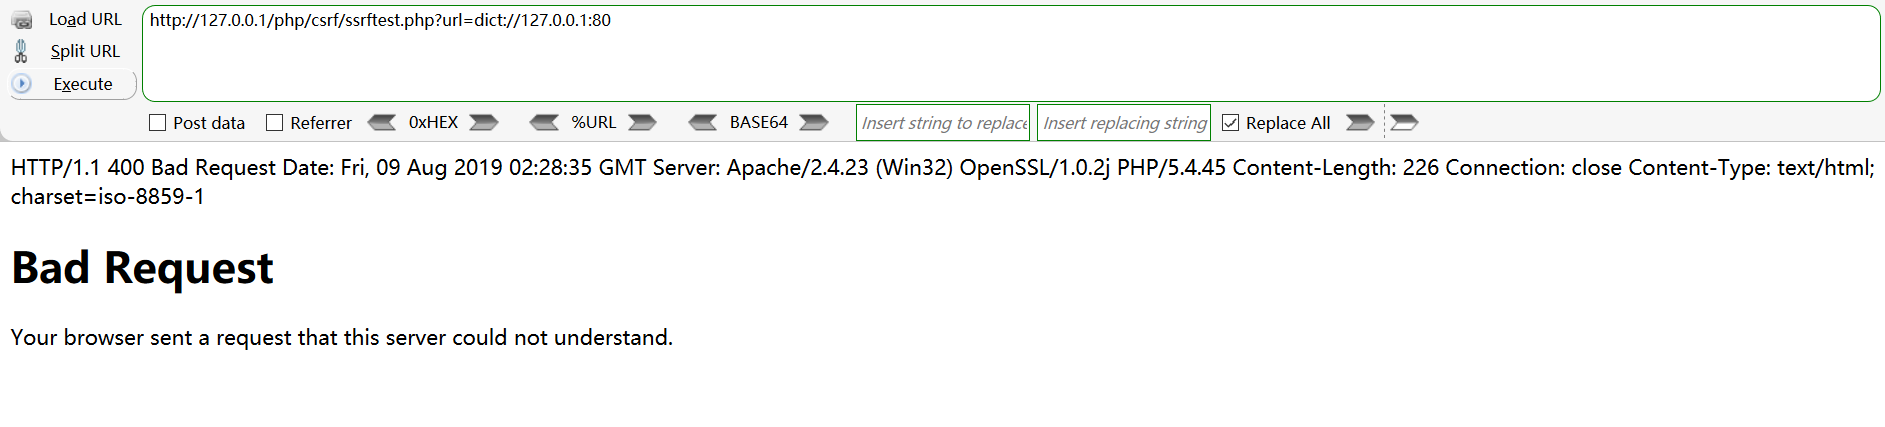 Load URL
http://127.0.0.1/php/csrf/ssrftest.php?url=dict://127.0.0.1:80
Split URL
Execute
Post data Referrer 0xHEX %URL BASE64 Insert string to replace Insert replacing string Replace All
HTTP/1.1 400 Bad Request Date: Fri, 09 Aug 2019 02:28:35 GMT Server: Apache/2.4.23 (Win32) OpenSSL/1.0.2j PHP/5.4.45 Content-Length: 226 Connection: close Content-Type: text/html;
charset=iso-8859-1
Bad Request
Your browser sent a request that this server could not understand.